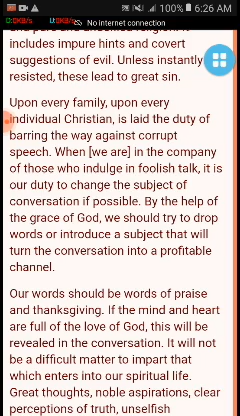 0:0KB/s U:0KB/s 100% 6:26 AM
No internet connection
and pure and undefiled religion. It
includes impure hints and covert
suggestions of evil. Unless instantly
resisted, these lead to great sin.
Upon every family, upon every
individual Christian, is laid the duty of
barring the way against corrupt
speech. When [we are] in the company
of those who indulge in foolish talk, it is
our duty to change the subject of
conversation if possible. By the help of
the grace of God, we should try to drop
words or introduce a subject that will
turn the conversation into a profitable
channel.
Our words should be words of praise
and thanksgiving. If the mind and heart
are full of the love of God, this will be
revealed in the conversation. It will not
be a difficult matter to impart that
which enters into our spiritual life.
Great thoughts, noble aspirations, clear
perceptions of truth, unselfish